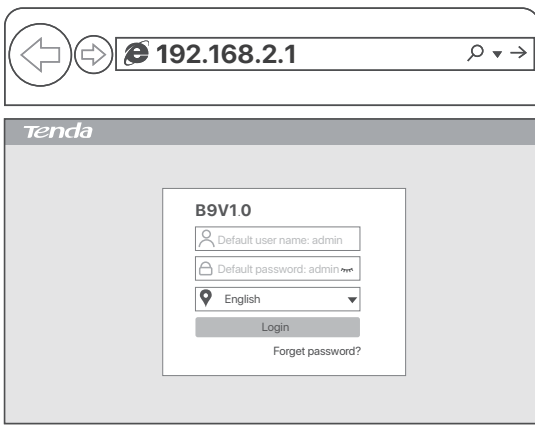 192.168.2.1
Tenda
B9V1.0
Default user name: admin
Default password: admin
English
Login
Forget password?